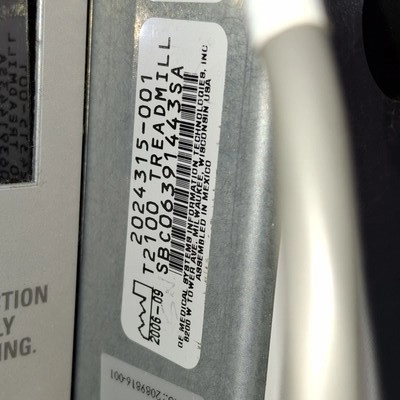 2024315-001
T2100 TREADMILL
SBC06391443SA
2006-09
GE MEDICAL SYSTEMS INFORMATION TECHNOLOGIES, INC
8200 W TOWER AVE, MILWAUKEE, WISCONSIN USA
ASSEMBLED IN MEXICO
2089816-001
TION
LY
ING.